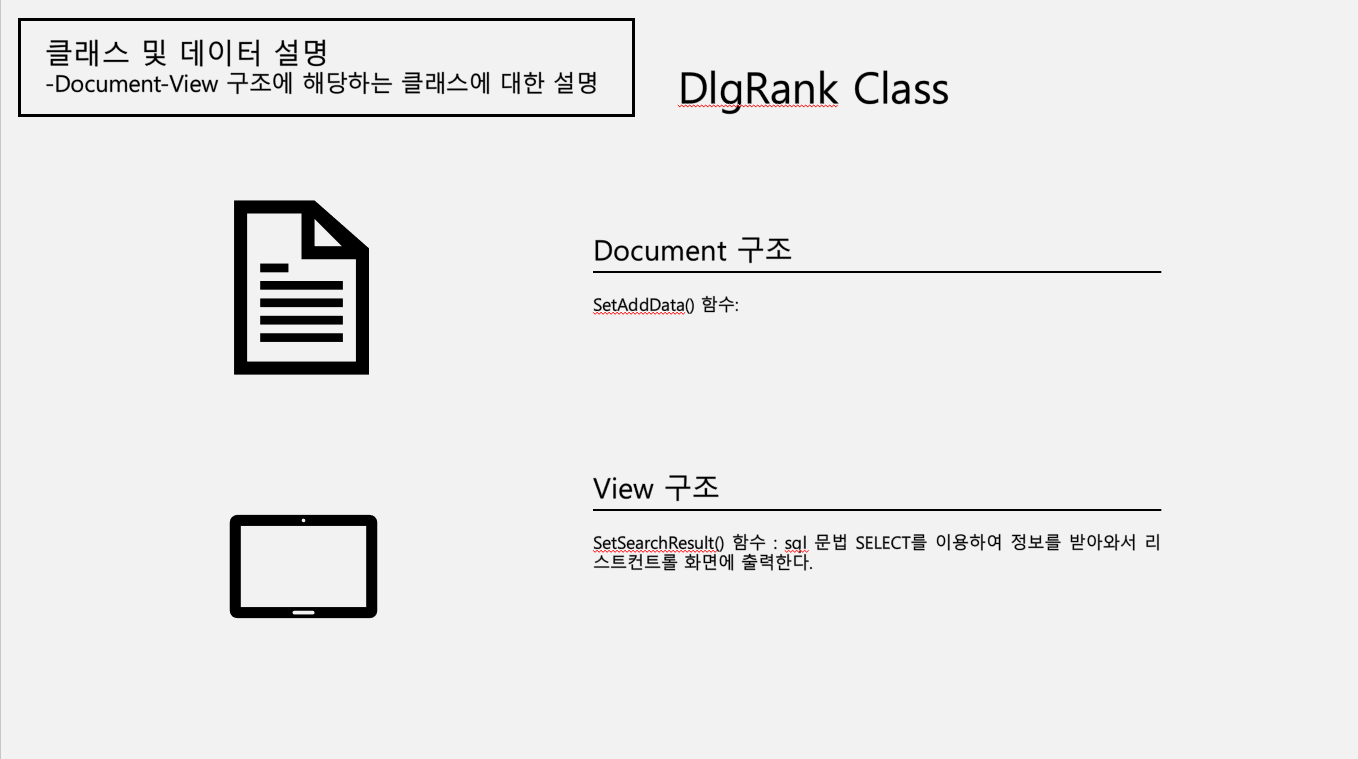 클래스 및 데이터 설명
-Document-View 구조에 해당하는 클래스에 대한 설명
DlgRank Class
Document 구조
SetAddData() 함수:
View 구조
SetSearchResult() 함수 : sql 문법 SELECT를 이용하여 정보를 받아와서 리
스트컨트롤 화면에 출력한다.